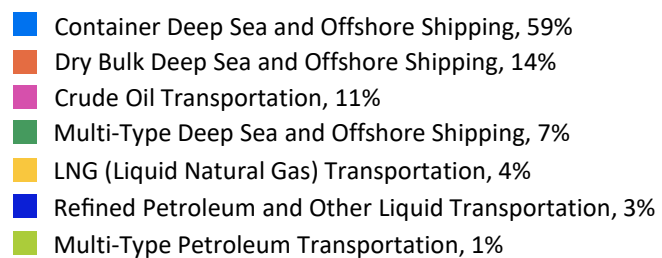 Container Deep Sea and Offshore Shipping, 59%
Dry Bulk Deep Sea and Offshore Shipping, 14%
Crude Oil Transportation, 11%
Multi-Type Deep Sea and Offshore Shipping, 7%
LNG (Liquid Natural Gas) Transportation, 4%
Refined Petroleum and Other Liquid Transportation, 3%
Multi-Type Petroleum Transportation, 1%